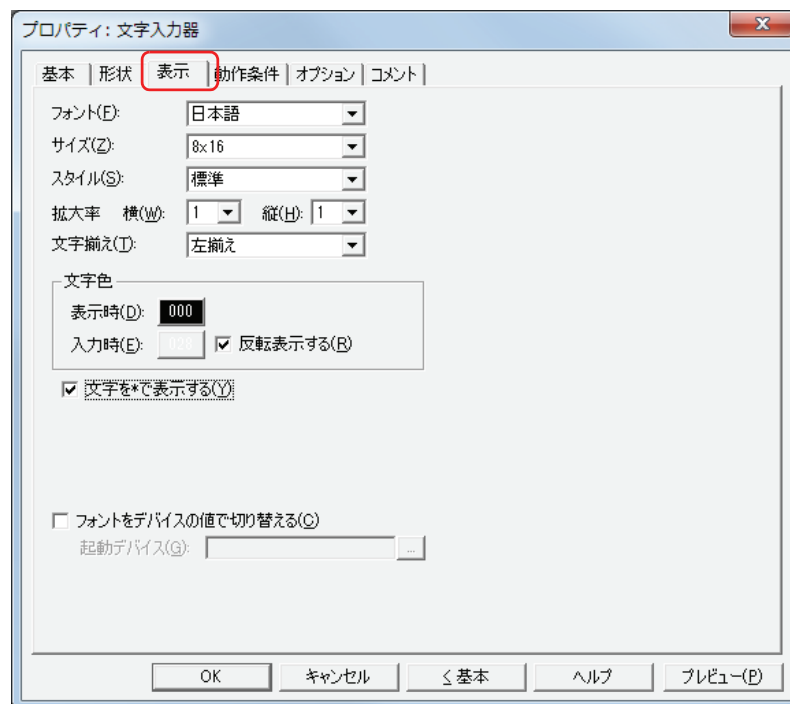 プロパティ: 文字入力器
基本 形状 表示 動作条件 オプション コメント
フォント(F): 日本語
サイズ(Z): 8x16
スタイル(S): 標準
拡大率 横(W): 1 縦(H): 1
文字揃え(T): 左揃え
文字色
表示時(D): 000
入力時(E): 028 反転表示する(R)
文字を*で表示する(Y)
フォントをデバイスの値で切り替える(C)
起動デバイス(G): ...
OK キャンセル <基本 ヘルプ プレビュー(P)